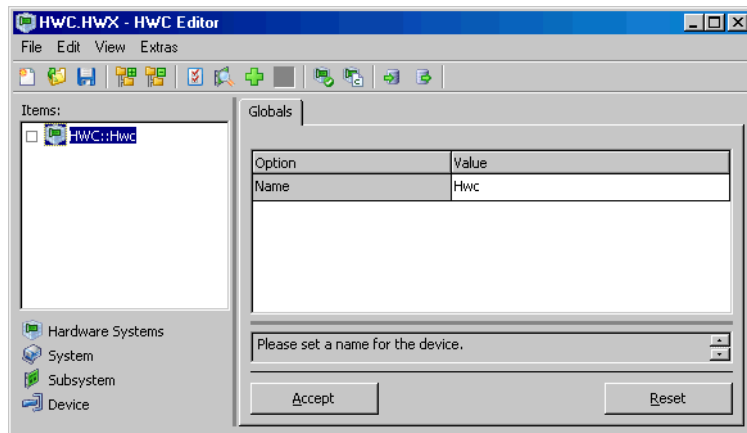 HWC.HWX - HWC Editor
File Edit View Extras
Items:
HWC::Hwc
Hardware Systems
System
Subsystem
Device
Globals
Option Value
Name Hwc
Please set a name for the device.
Accept Reset